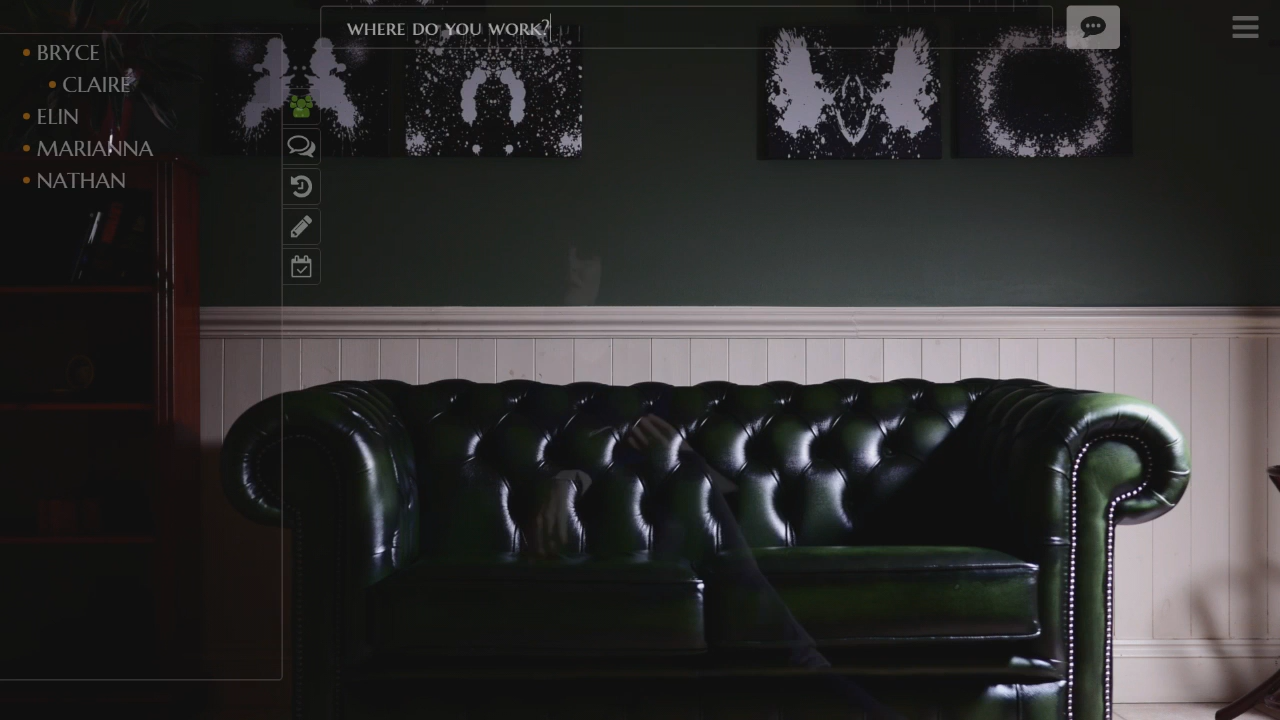 WHERE DO YOU WORK?
BRYCE
CLAIRE
ELIN
MARIANNA
NATHAN